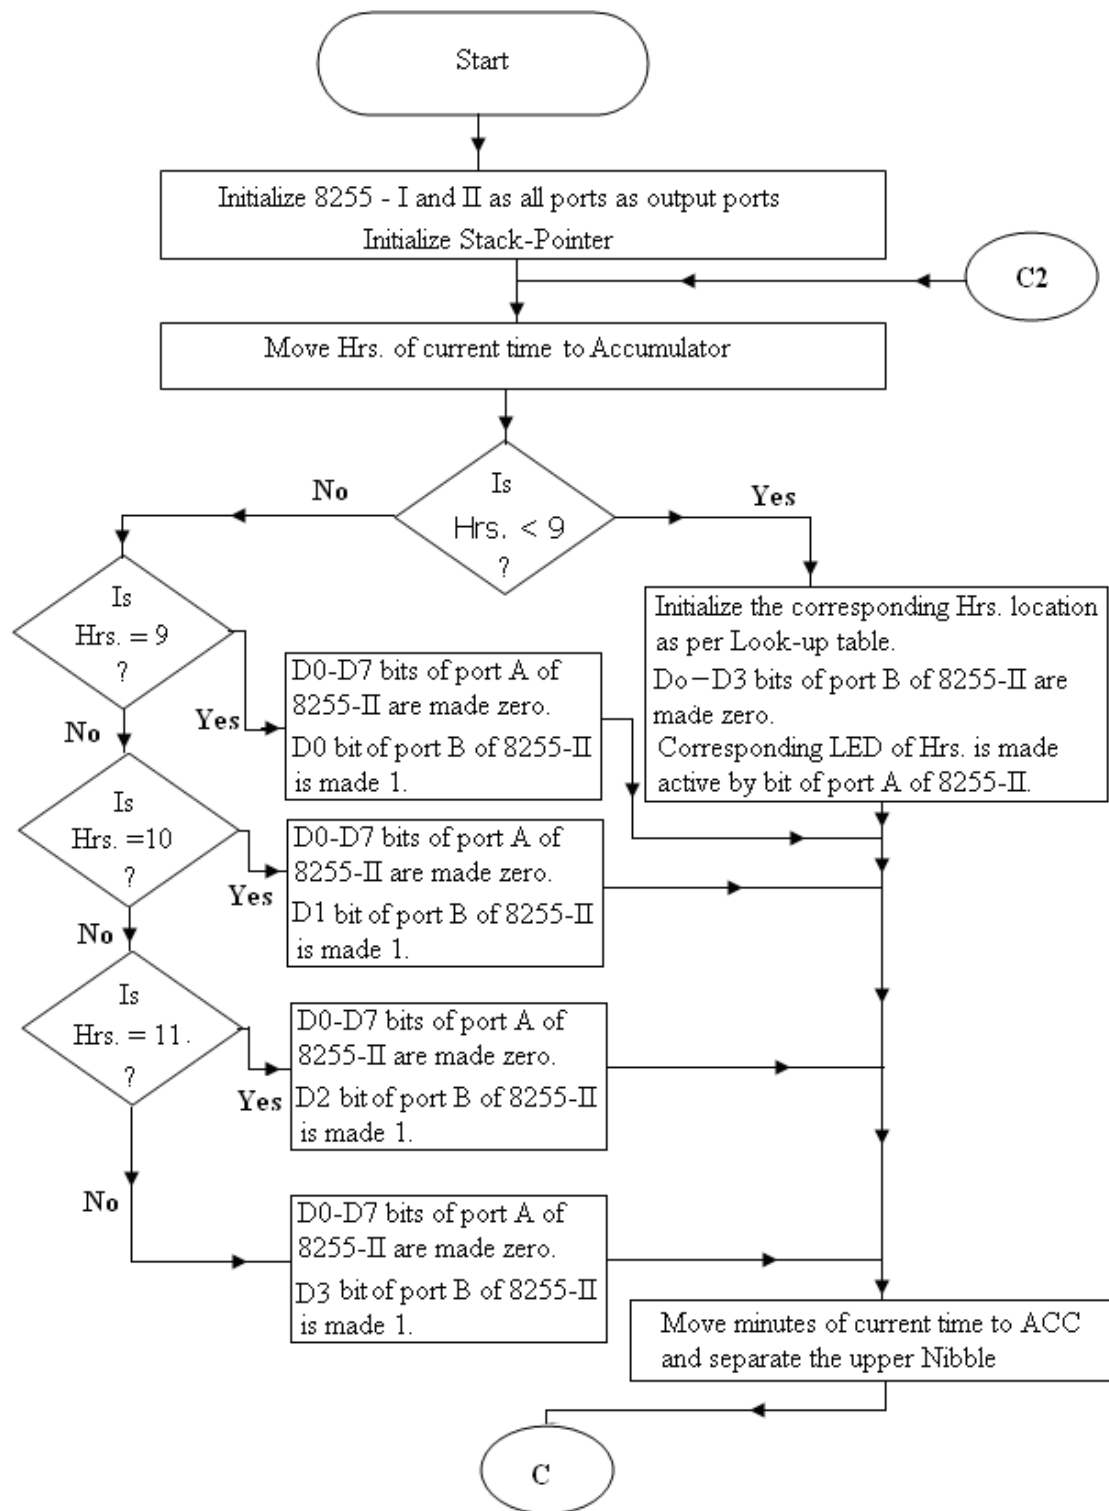 Start
Initialize 8255 - I and II as all ports as output ports
Initialize Stack-Pointer
C2
Move Hrs. of current time to Accumulator
Is
Hrs. < 9
?
No
Yes
Is
Hrs. = 9
?
Yes
No
D0-D7 bits of port A of
8255-II are made zero.
D0 bit of port B of 8255-II
is made 1.
Initialize the corresponding Hrs. location
as per Look-up table.
Do–D3 bits of port B of 8255-II are
made zero.
Corresponding LED of Hrs. is made
active by bit of port A of 8255-II.
Is
Hrs. =10
?
Yes
No
D0-D7 bits of port A of
8255-II are made zero.
D1 bit of port B of 8255-II
is made 1.
Is
Hrs. = 11.
?
Yes
No
D0-D7 bits of port A of
8255-II are made zero.
D2 bit of port B of 8255-II
is made 1.
D0-D7 bits of port A of
8255-II are made zero.
D3 bit of port B of 8255-II
is made 1.
Move minutes of current time to ACC
and separate the upper Nibble
C